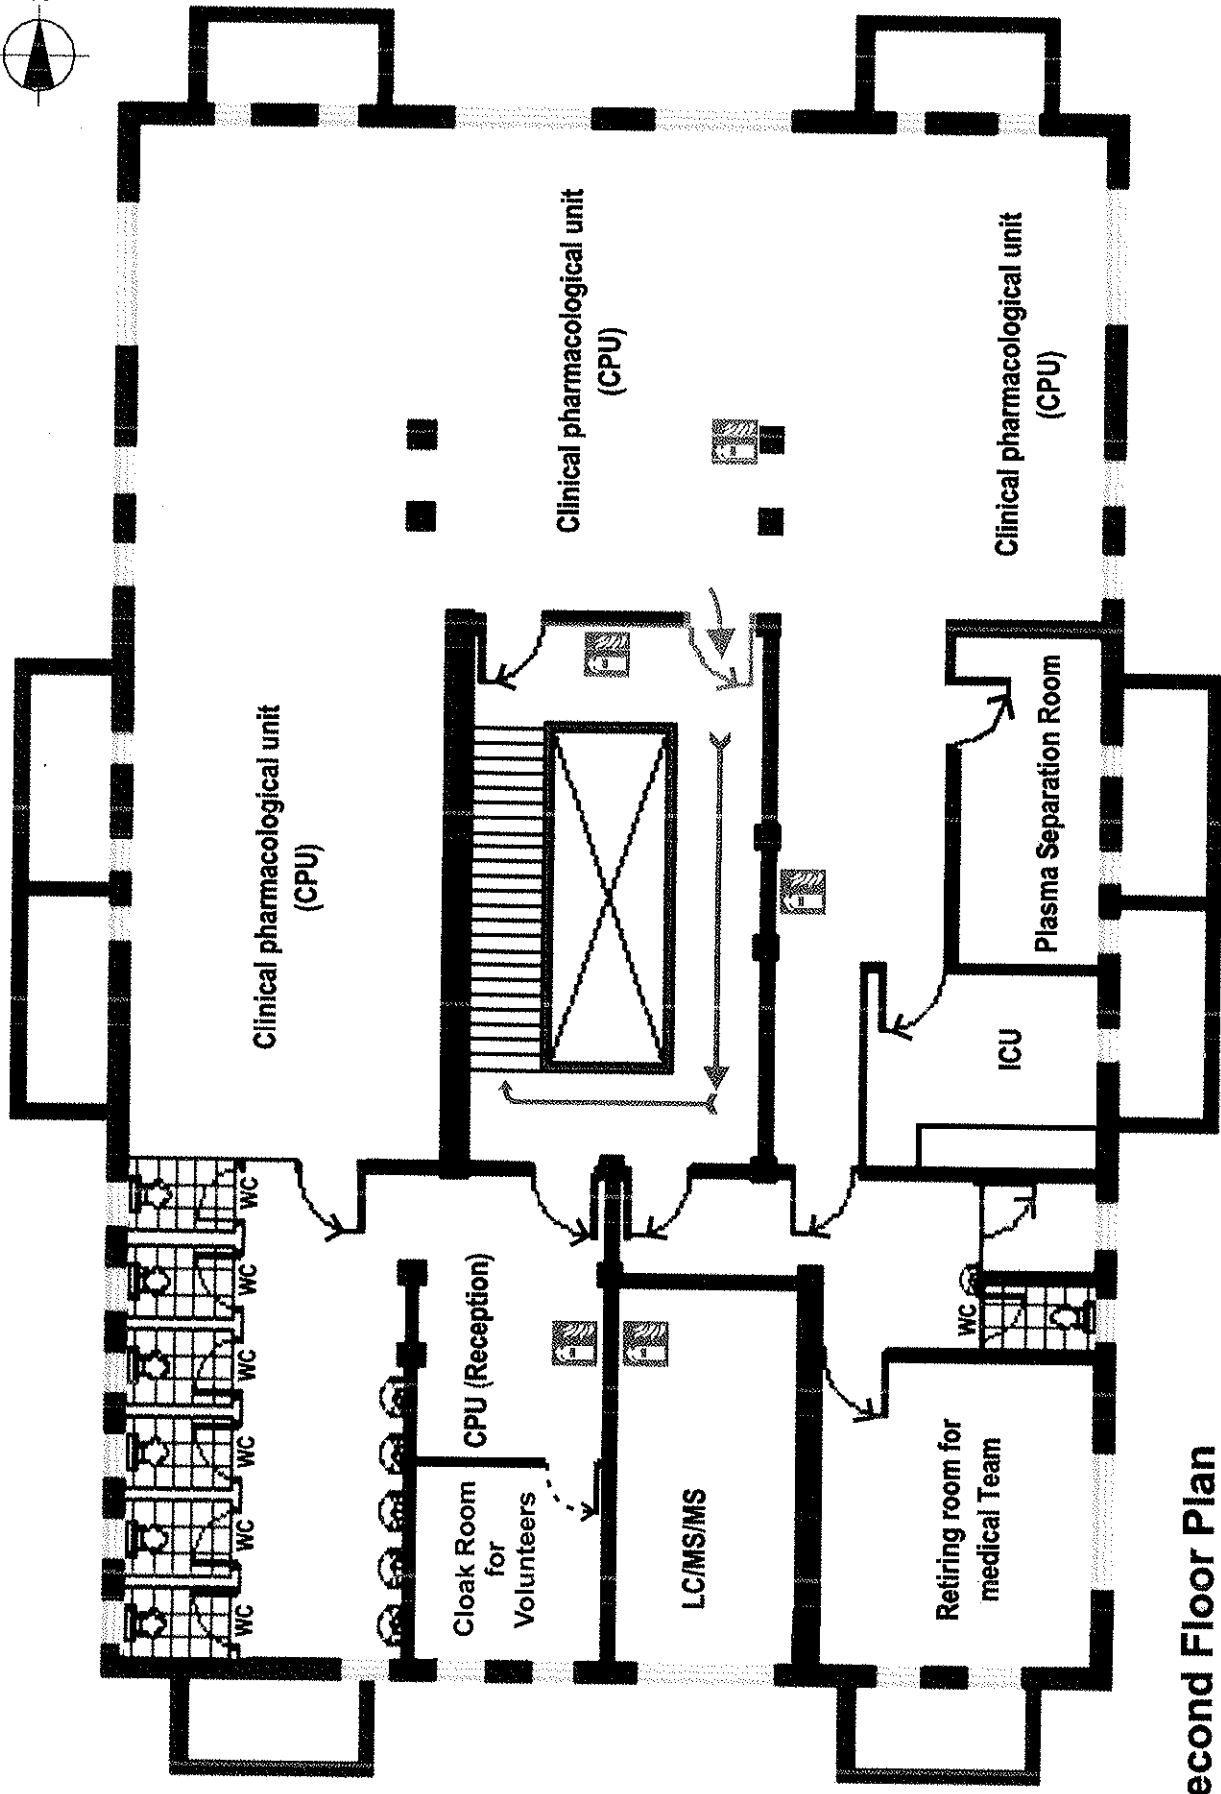 Clinical pharmacological unit
(CPU)
Clinical pharmacological unit
(CPU)
Clinical pharmacological unit
(CPU)
WC
WC
WC
WC
WC
WC
CPU (Reception)
Cloak Room
for
Volunteers
LC/MS/MS
Retiring room for
medical Team
WC
ICU
Plasma Separation Room
econd Floor Plan